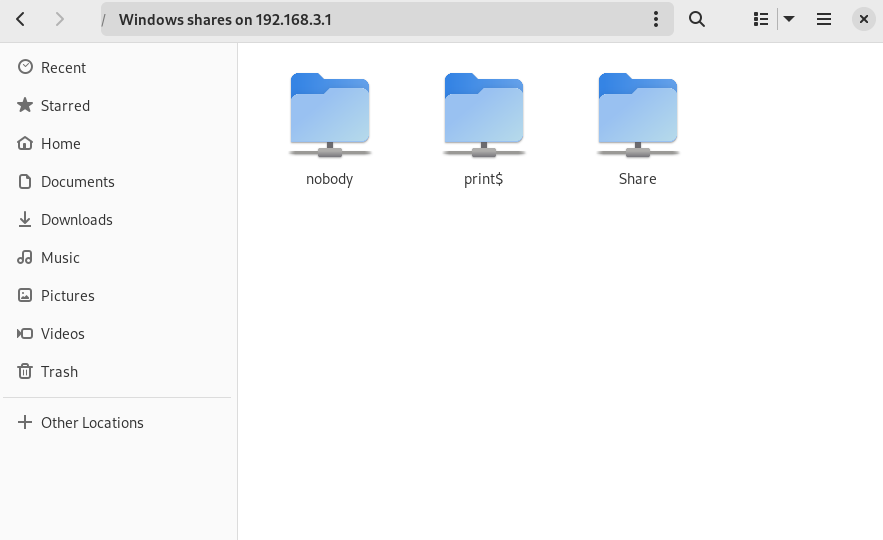 / Windows shares on 192.168.3.1
Recent
Starred
Home
Documents
Downloads
Music
Pictures
Videos
Trash
Other Locations
nobody
print$
Share